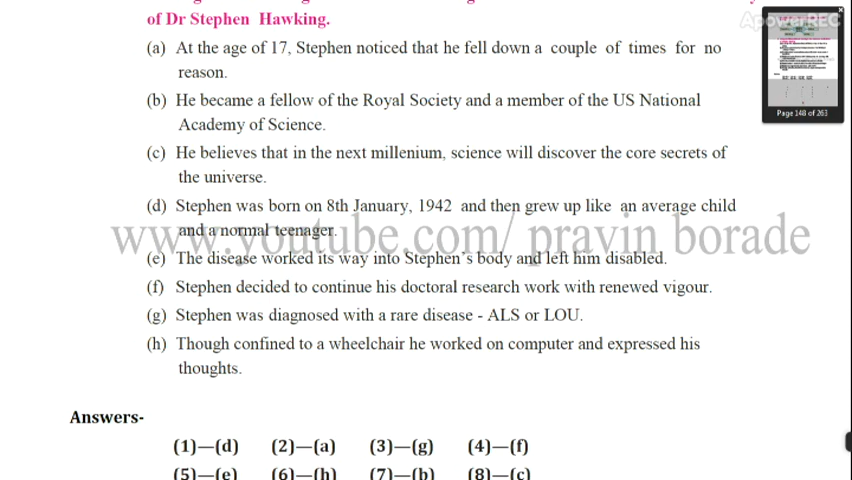 of Dr Stephen Hawking.
(a) At the age of 17, Stephen noticed that he fell down a couple of times for no
reason.
(b) He became a fellow of the Royal Society and a member of the US National
Academy of Science.
(c) He believes that in the next millenium, science will discover the core secrets of
the universe.
(d) Stephen was born on 8th January, 1942 and then grew up like an average child
and a normal teenager.
www.youtube.com/ pravin borade
(e) The disease worked its way into Stephen's body and left him disabled.
(f) Stephen decided to continue his doctoral research work with renewed vigour.
(g) Stephen was diagnosed with a rare disease - ALS or LOU.
(h) Though confined to a wheelchair he worked on computer and expressed his
thoughts.
Answers-
(1)—(d) (2)—(a) (3)—(g) (4)—(f)
(5)—(e) (6)—(h) (7)—(b) (8)—(c)
ApowerREC
Page 148 of 263